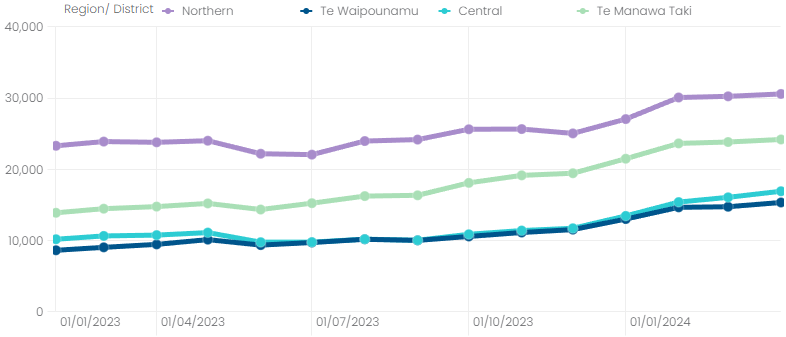 Region/ District Northern Te Waipounamu Central Te Manawa Taki
40,000
30,000
20,000
10,000
0
01/01/2023 01/04/2023 01/07/2023 01/10/2023 01/01/2024